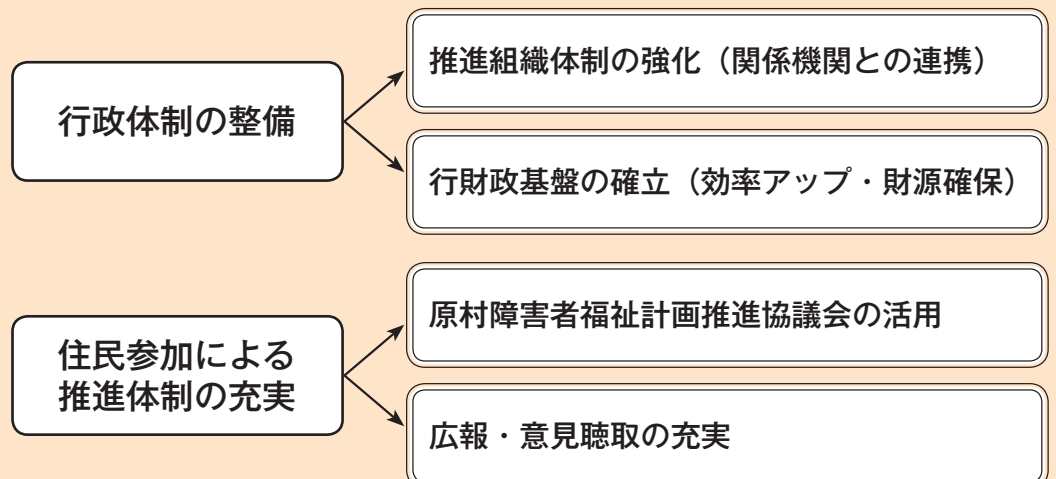 行政体制の整備
推進組織体制の強化（関係機関との連携）
行財政基盤の確立（効率アップ・財源確保）
住民参加による
推進体制の充実
原村障害者福祉計画推進協議会の活用
広報・意見聴取の充実